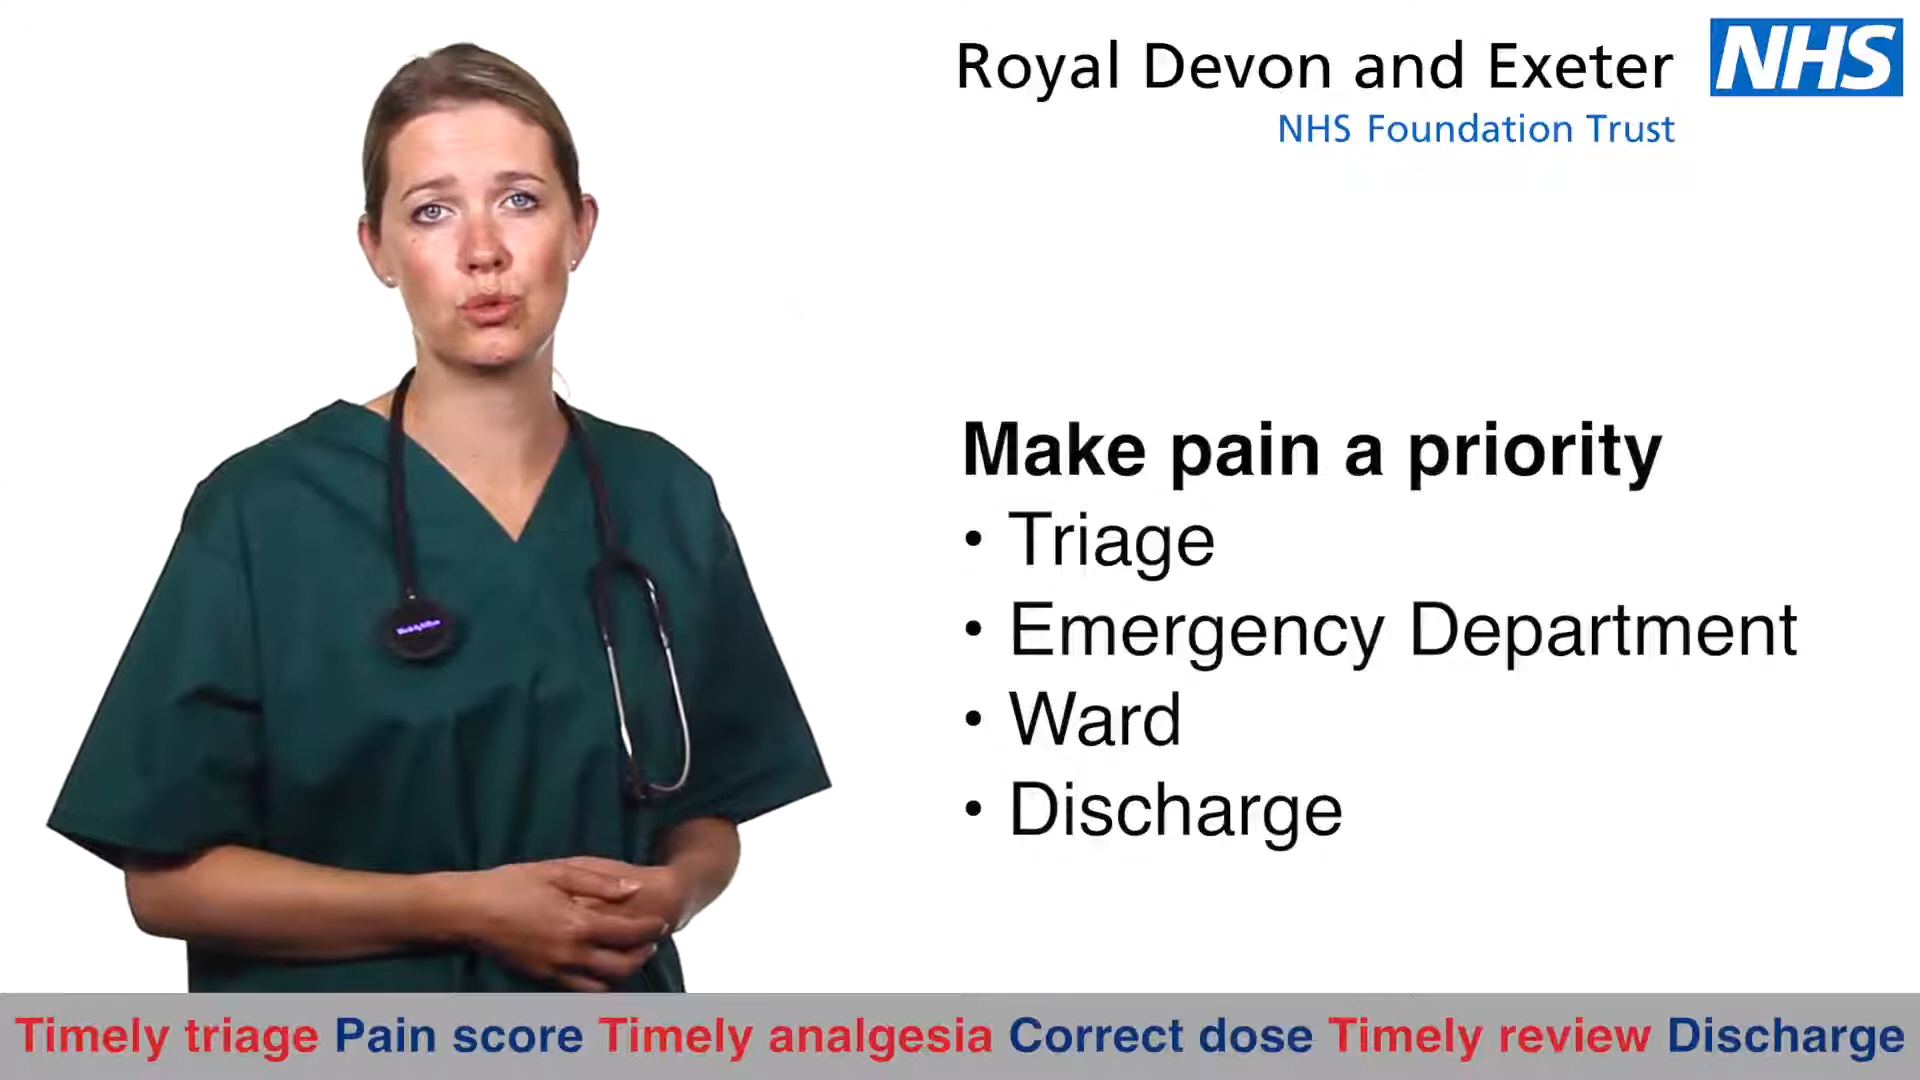 Royal Devon and Exeter NHS
NHS Foundation Trust
Make pain a priority
• Triage
• Emergency Department
• Ward
• Discharge
Timely triage Pain score Timely analgesia Correct dose Timely review Discharge